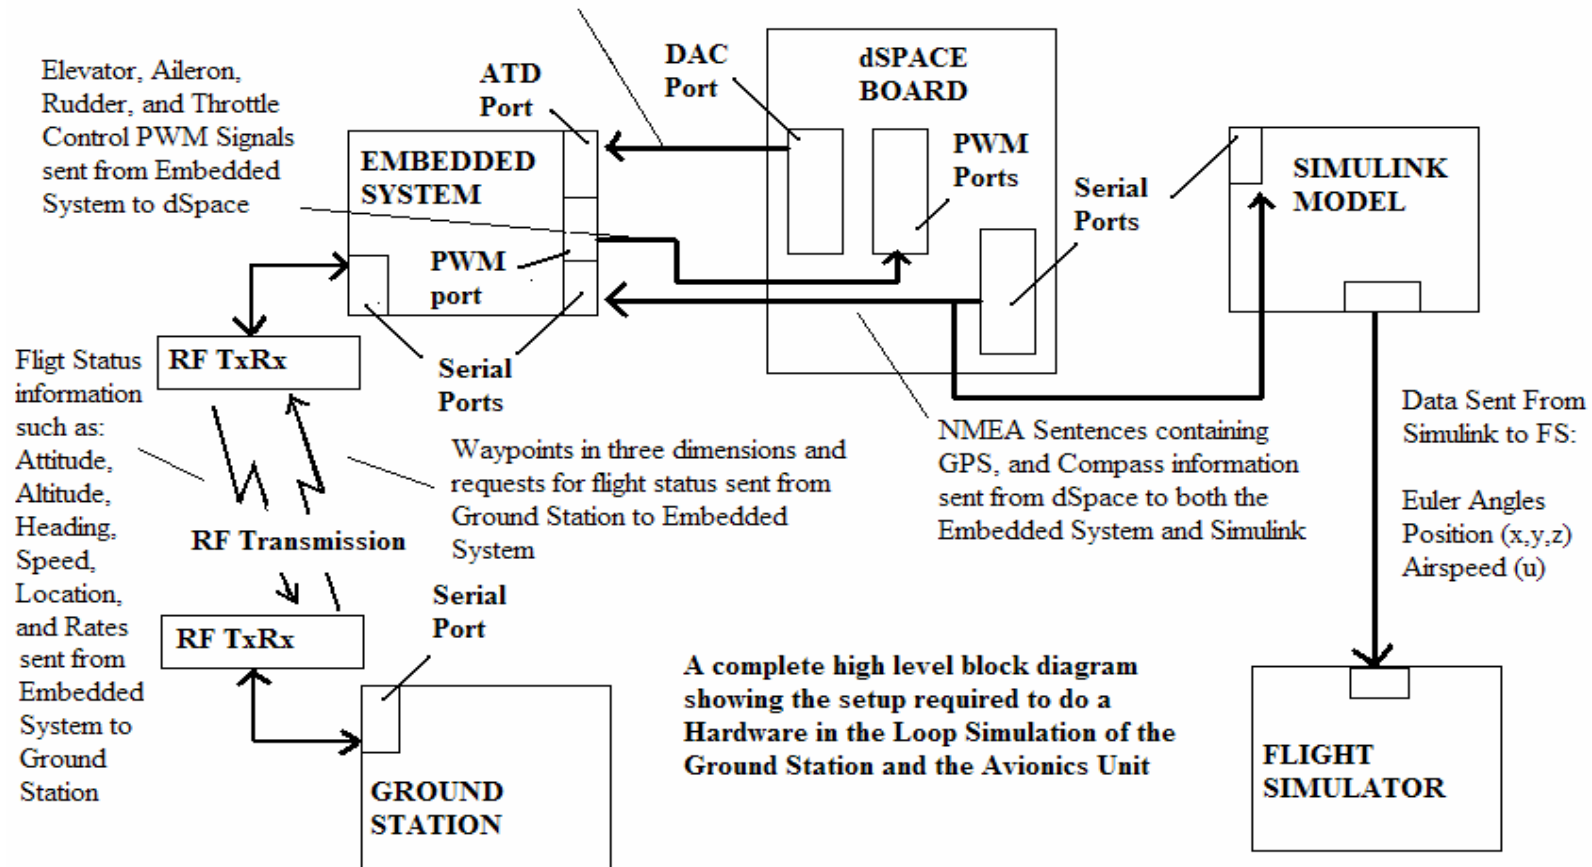 Elevator, Aileron,
Rudder, and Throttle
Control PWM Signals
sent from Embedded
System to dSpace
ATD
Port
DAC
Port
dSPACE
BOARD
EMBEDDED
SYSTEM
PWM
port
PWM
Ports
Serial
Ports
SIMULINK
MODEL
RF TxRx
Serial
Ports
Fligt Status
information
such as:
Attitude,
Altitude,
Heading,
Speed,
Location,
and Rates
sent from
Embedded
System to
Ground
Station
Waypoints in three dimensions and
requests for flight status sent from
Ground Station to Embedded
System
RF Transmission
NMEA Sentences containing
GPS, and Compass information
sent from dSpace to both the
Embedded System and Simulink
Data Sent From
Simulink to FS:
Euler Angles
Position (x,y,z)
Airspeed (u)
RF TxRx
Serial
Port
GROUND
STATION
A complete high level block diagram
showing the setup required to do a
Hardware in the Loop Simulation of the
Ground Station and the Avionics Unit
FLIGHT
SIMULATOR